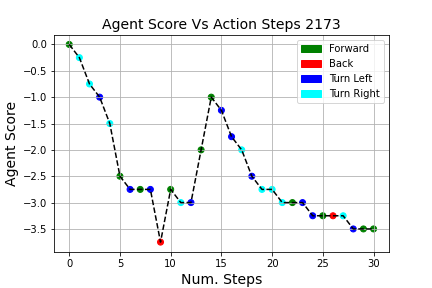 Agent Score Vs Action Steps 2173
Forward
Back
Turn Left
Turn Right
Agent Score
0.0
−0.5
−1.0
−1.5
−2.0
−2.5
−3.0
−3.5
0 5 10 15 20 25 30
Num. Steps